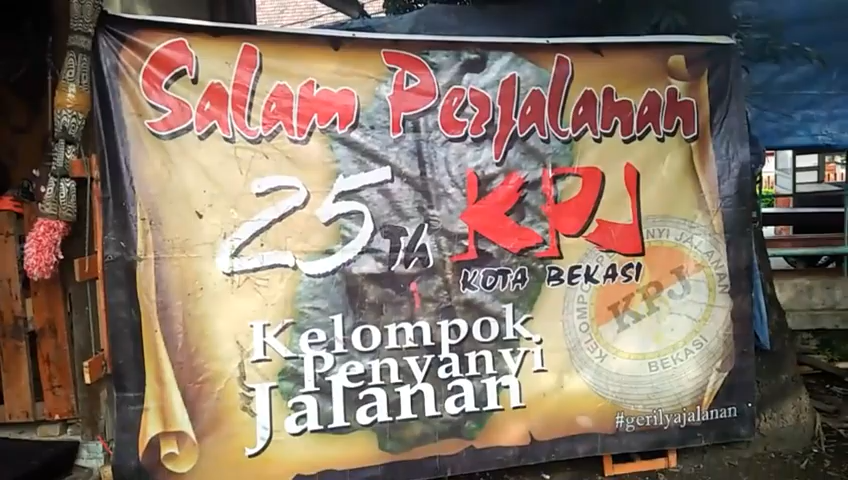 Salam Perjalanan
25 TH KPJ
KOTA BEKASI
Kelompok
Penyanyi
Jalanan
KELOMPOK PENYANYI JALANAN
KPJ
BEKASI
#gerilyajalanan